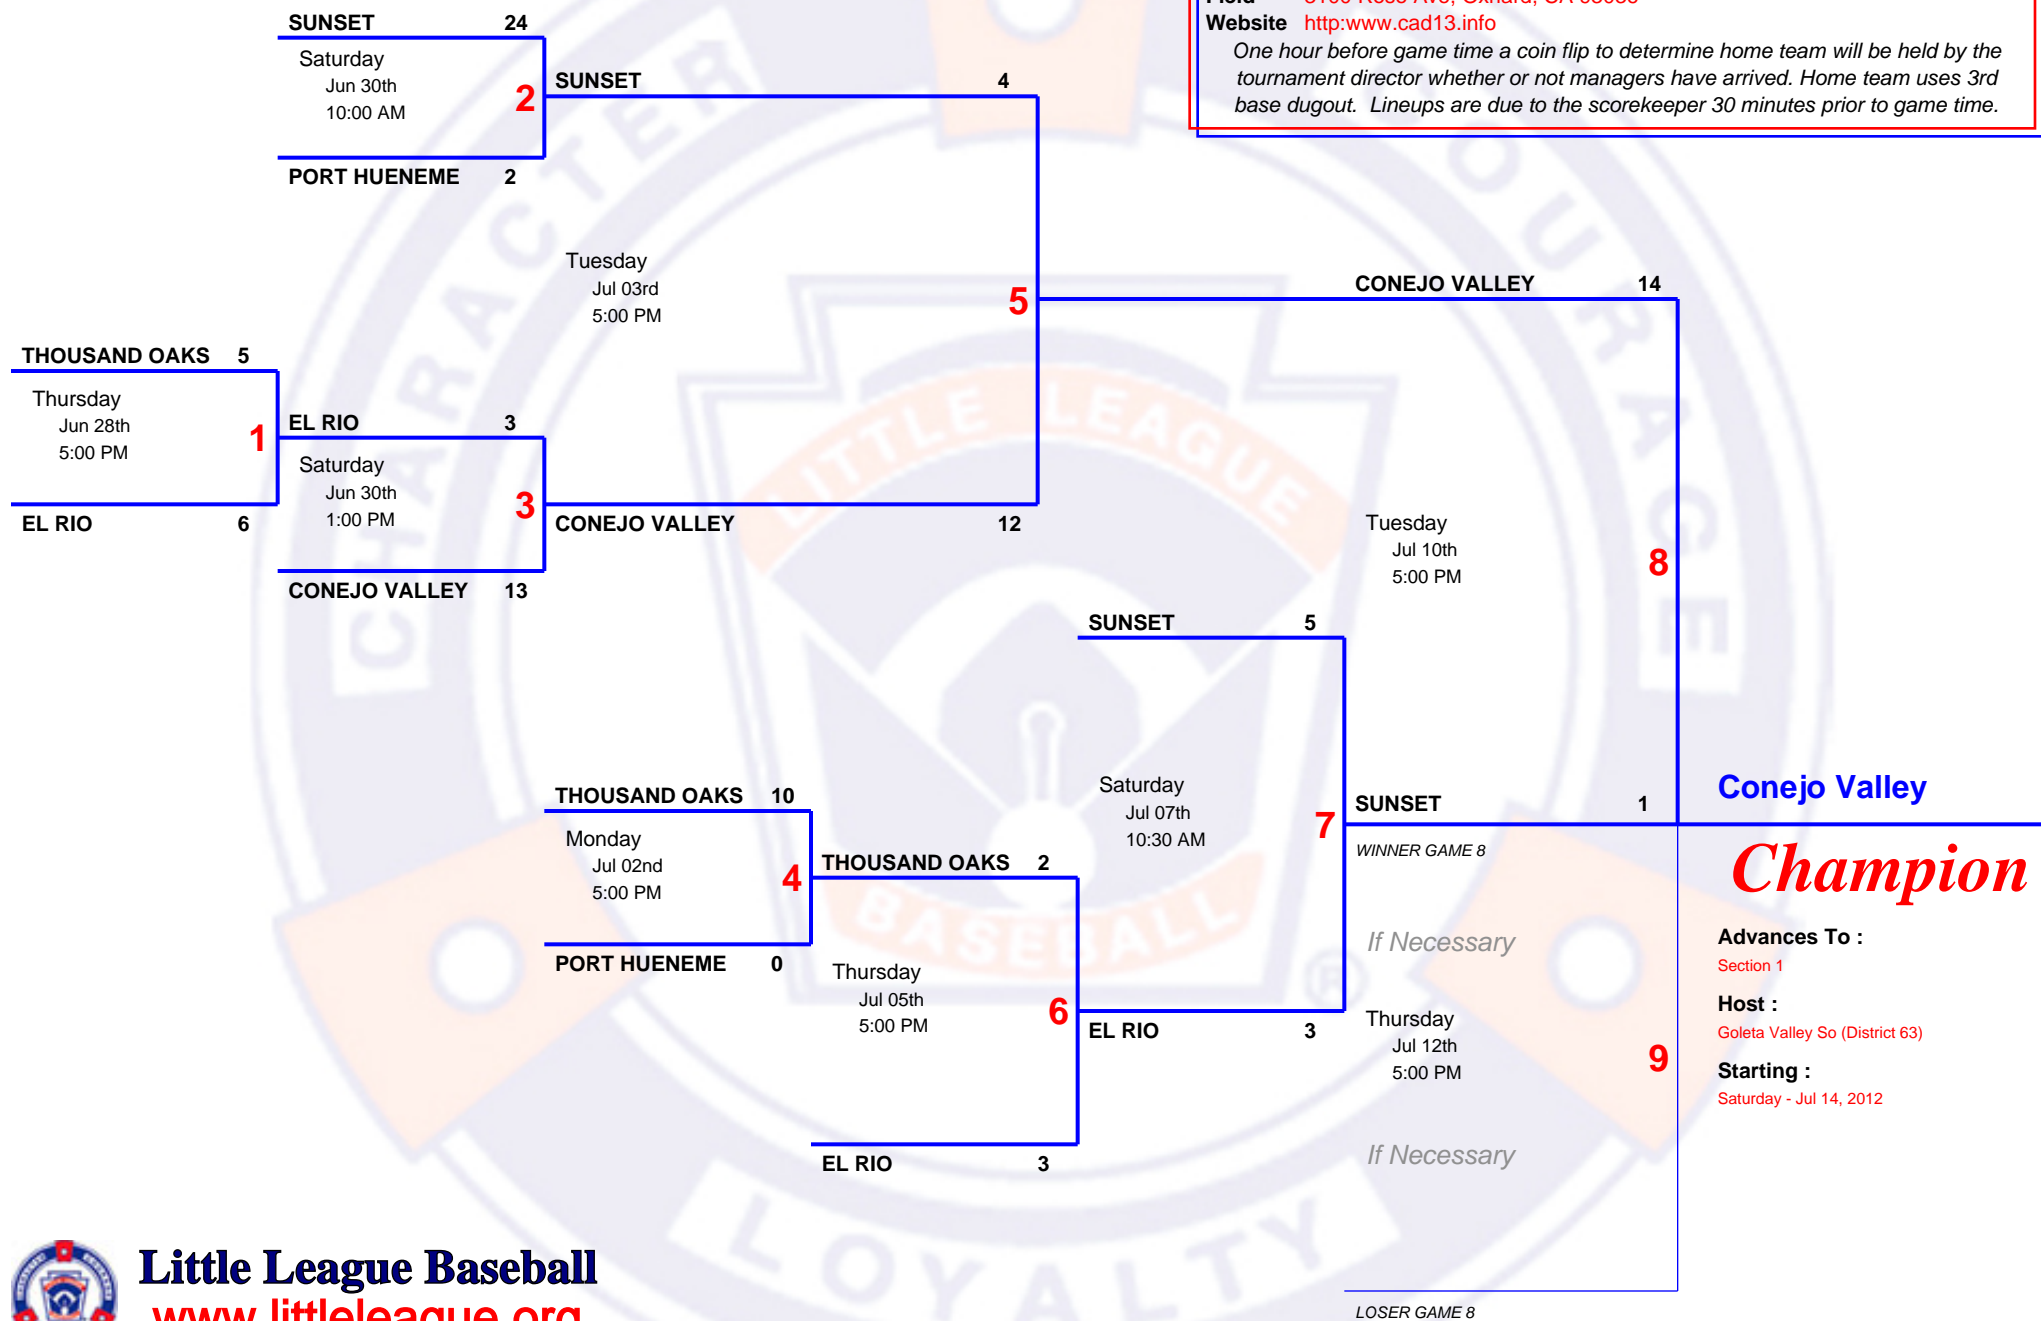 Website http:www.cad13.info
One hour before game time a coin flip to determine home team will be held by the
tournament director whether or not managers have arrived. Home team uses 3rd
base dugout. Lineups are due to the scorekeeper 30 minutes prior to game time.
SUNSET 24
Saturday
Jun 30th
10:00 AM
2
PORT HUENEME 2
SUNSET 4
Tuesday
Jul 03rd
5:00 PM
5
CONEJO VALLEY 14
THOUSAND OAKS 5
Thursday
Jun 28th
5:00 PM
1
EL RIO 6
EL RIO 3
Saturday
Jun 30th
1:00 PM
3
CONEJO VALLEY 13
CONEJO VALLEY 12
Tuesday
Jul 10th
5:00 PM
8
SUNSET 5
Saturday
Jul 07th
10:30 AM
7
THOUSAND OAKS 10
Monday
Jul 02nd
5:00 PM
4
PORT HUENEME 0
THOUSAND OAKS 2
Thursday
Jul 05th
5:00 PM
6
EL RIO 3
EL RIO 3
SUNSET 1
WINNER GAME 8
If Necessary
Thursday
Jul 12th
5:00 PM
9
If Necessary
LOSER GAME 8
Conejo Valley
Champion
Advances To :
Section 1
Host :
Goleta Valley So (District 63)
Starting :
Saturday - Jul 14, 2012
CHARACTER
COURAGE
LOYALTY
LITTLE LEAGUE
BASEBALL
®
Little League Baseball
www.littleleague.org